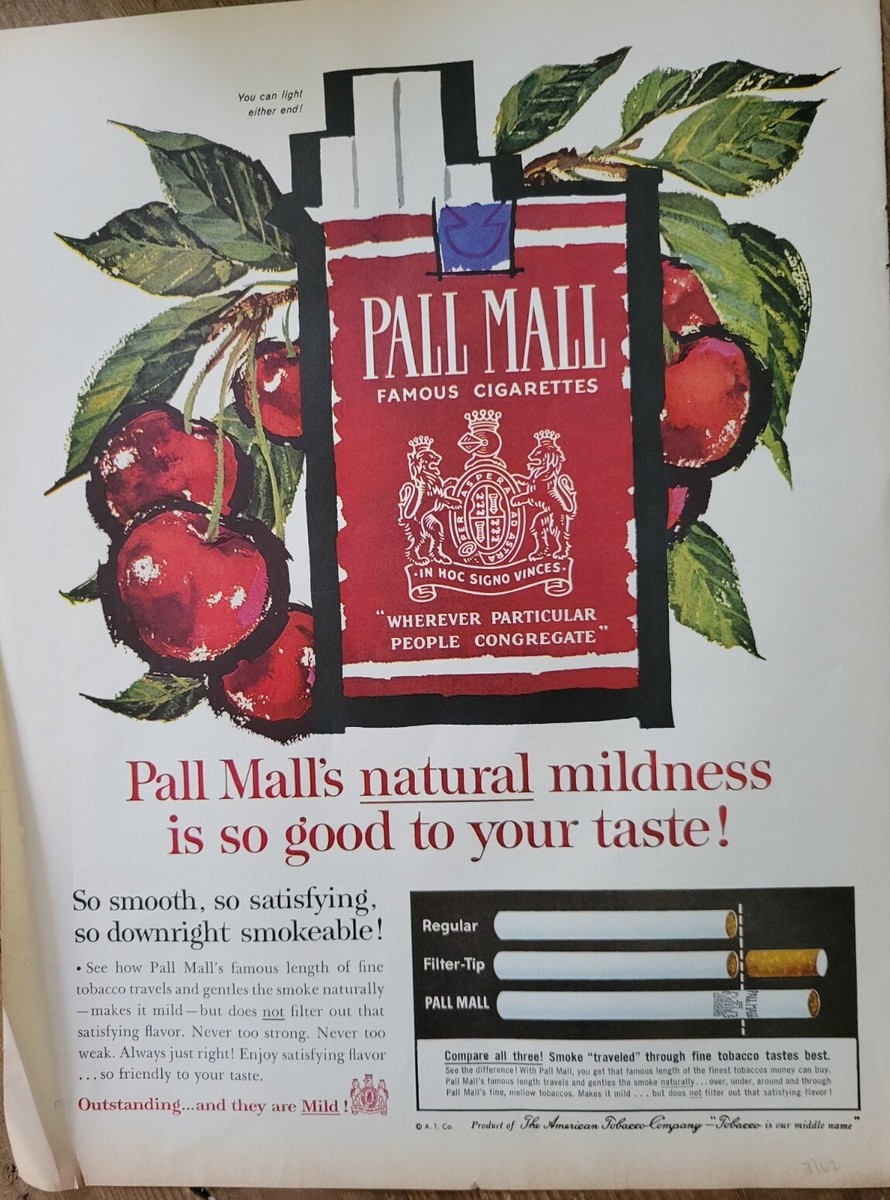 You can light
either end!
PALL MALL
FAMOUS CIGARETTES
PER ASPERA AD ASTRA
·IN HOC SIGNO VINCES·
"WHEREVER PARTICULAR
PEOPLE CONGREGATE"
Pall Mall's natural mildness
is so good to your taste!
So smooth, so satisfying,
so downright smokeable!
• See how Pall Mall's famous length of fine
tobacco travels and gentles the smoke naturally
—makes it mild—but does not filter out that
satisfying flavor. Never too strong. Never too
weak. Always just right! Enjoy satisfying flavor
...so friendly to your taste.
Outstanding...and they are Mild!
Regular
Filter-Tip
PALL MALL
PALL MALL
Compare all three! Smoke "traveled" through fine tobacco tastes best.
See the difference! With Pall Mall, you get that famous length of the finest tobaccos money can buy.
Pall Mall's famous length travels and gentles the smoke naturally...over, under, around and through
Pall Mall's fine, mellow tobaccos. Makes it mild...but does not filter out that satisfying flavor!
© A. T. Co. Product of The American Tobacco Company—"Tobacco is our middle name"
3/62